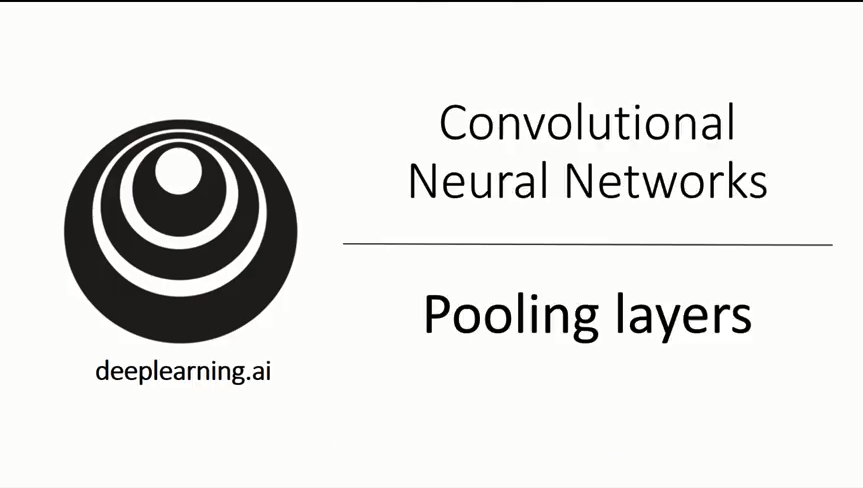 Convolutional
Neural Networks
Pooling layers
deeplearning.ai